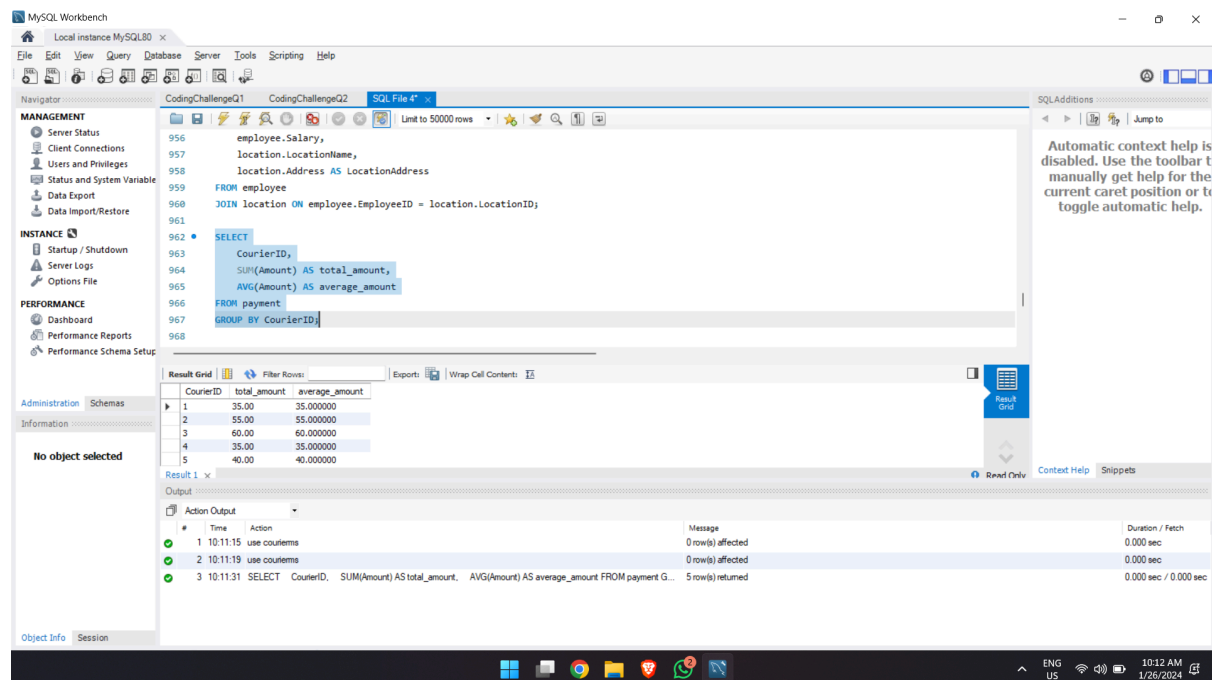 MySQL Workbench
Local instance MySQL80 ×
File Edit View Query Database Server Tools Scripting Help
Navigator
MANAGEMENT
Server Status
Client Connections
Users and Privileges
Status and System Variable
Data Export
Data Import/Restore
INSTANCE
Startup / Shutdown
Server Logs
Options File
PERFORMANCE
Dashboard
Performance Reports
Performance Schema Setup
Administration Schemas
Information
No object selected
Object Info Session
CodingChallengeQ1 CodingChallengeQ2 SQL File 4* ×
Limit to 50000 rows
956 employee.Salary,
957 location.LocationName,
958 location.Address AS LocationAddress
959 FROM employee
960 JOIN location ON employee.EmployeeID = location.LocationID;
961
962 SELECT
963 CourierID,
964 SUM(Amount) AS total_amount,
965 AVG(Amount) AS average_amount
966 FROM payment
967 GROUP BY CourierID;
968
Result Grid Filter Rows: Export: Wrap Cell Content:
CourierID total_amount average_amount
1 35.00 35.000000
2 55.00 55.000000
3 60.00 60.000000
4 35.00 35.000000
5 40.00 40.000000
Result Grid
Result 1 × Read Only
SQLAdditions
Jump to
Automatic context help is
disabled. Use the toolbar t
manually get help for the
current caret position or to
toggle automatic help.
Context Help Snippets
Output
Action Output
# Time Action Message Duration / Fetch
1 10:11:15 use courierms 0 row(s) affected 0.000 sec
2 10:11:19 use courierms 0 row(s) affected 0.000 sec
3 10:11:31 SELECT CourierID, SUM(Amount) AS total_amount, AVG(Amount) AS average_amount FROM payment G... 5 row(s) returned 0.000 sec / 0.000 sec
2
ENG
US
10:12 AM
1/26/2024